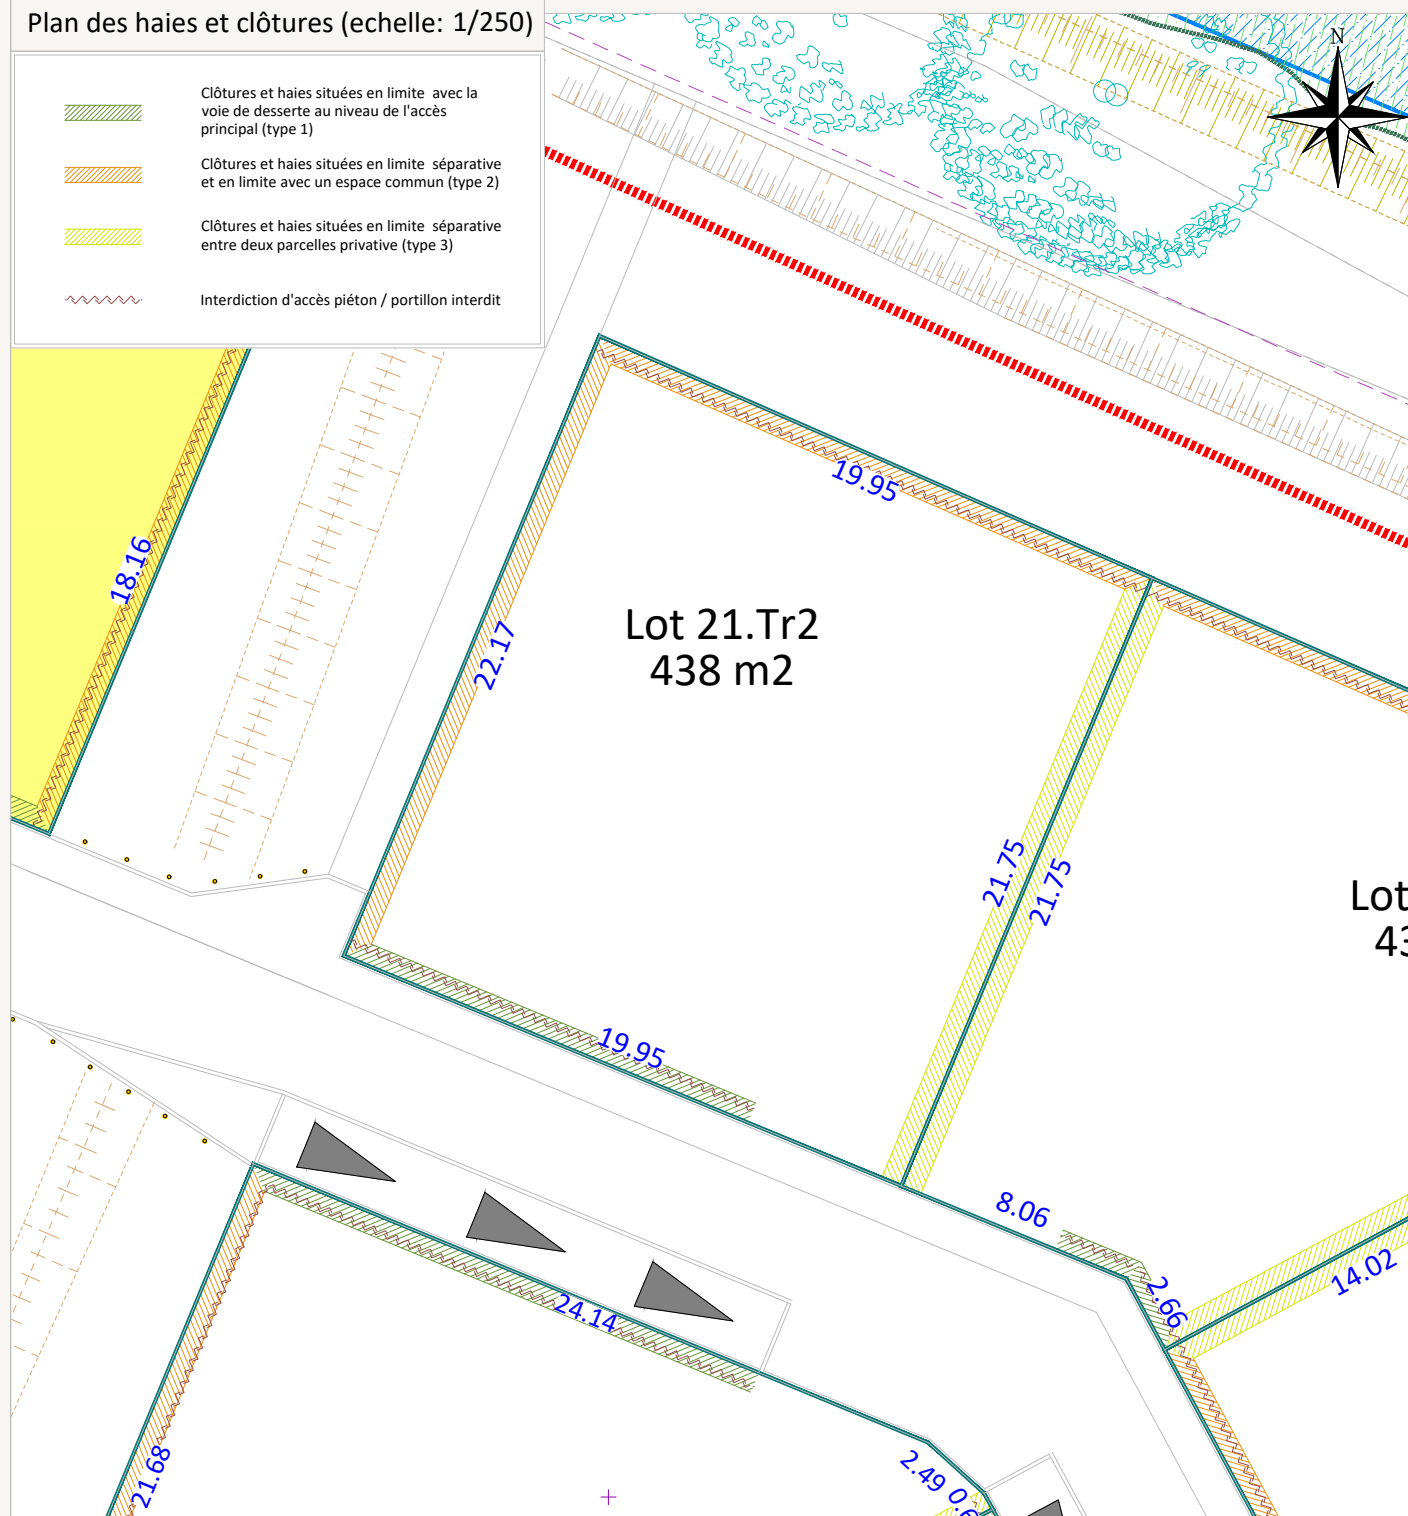 Plan des haies et clôtures (echelle: 1/250)
Clôtures et haies situées en limite avec la
voie de desserte au niveau de l'accès
principal (type 1)
Clôtures et haies situées en limite séparative
et en limite avec un espace commun (type 2)
Clôtures et haies situées en limite séparative
entre deux parcelles privative (type 3)
Interdiction d'accès piéton / portillon interdit
N
19.95
18.16
Lot 21.Tr2
438 m2
22.17
21.75
21.75
Lot
19.95
8.06
2.66
14.02
24.14
21.68
2.49